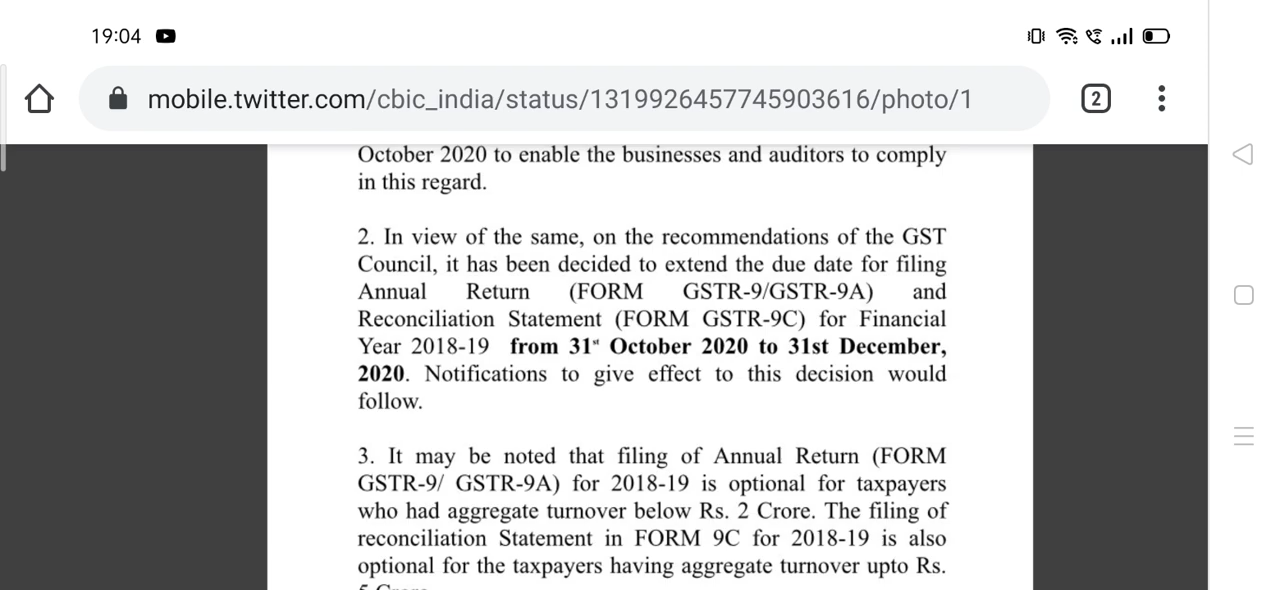 19:04
mobile.twitter.com/cbic_india/status/1319926457745903616/photo/1
2
October 2020 to enable the businesses and auditors to comply
in this regard.
2. In view of the same, on the recommendations of the GST
Council, it has been decided to extend the due date for filing
Annual Return (FORM GSTR-9/GSTR-9A) and
Reconciliation Statement (FORM GSTR-9C) for Financial
Year 2018-19 from 31st October 2020 to 31st December,
2020. Notifications to give effect to this decision would
follow.
3. It may be noted that filing of Annual Return (FORM
GSTR-9/ GSTR-9A) for 2018-19 is optional for taxpayers
who had aggregate turnover below Rs. 2 Crore. The filing of
reconciliation Statement in FORM 9C for 2018-19 is also
optional for the taxpayers having aggregate turnover upto Rs.